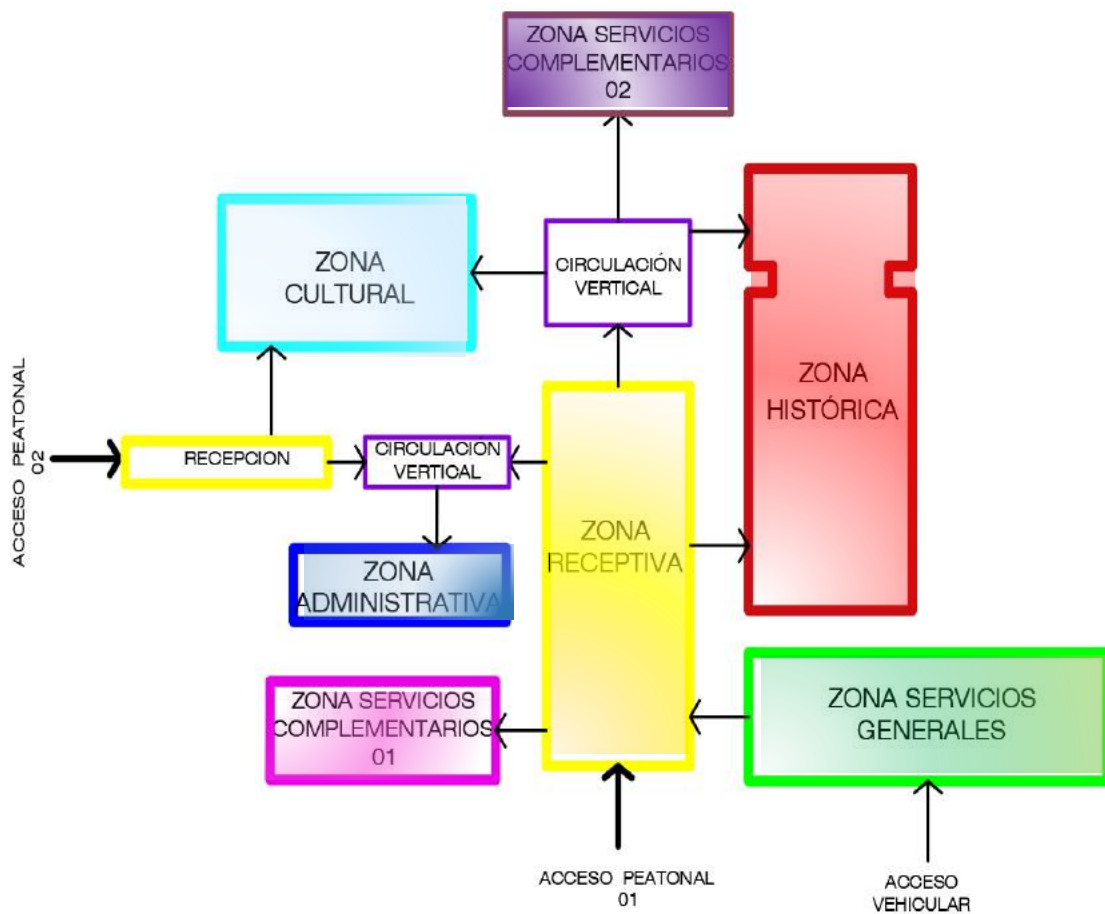 ZONA SERVICIOS
COMPLEMENTARIOS
02
ZONA
CULTURAL
CIRCULACIÓN
VERTICAL
ZONA
HISTÓRICA
ACCESO PEATONAL
02
RECEPCION
CIRCULACIÓN
VERTICAL
ZONA
RECEPTIVA
ZONA
ADMINISTRATIVA
ZONA SERVICIOS
COMPLEMENTARIOS
01
ZONA SERVICIOS
GENERALES
ACCESO PEATONAL
01
ACCESO
VEHICULAR